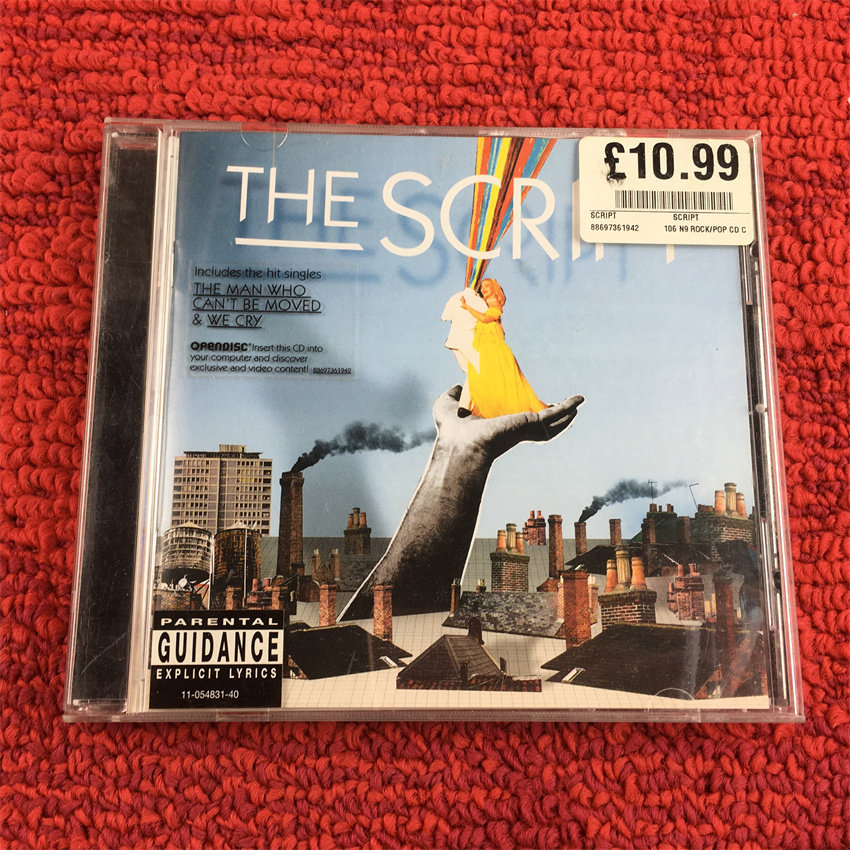 £10.99
SCRIPT SCRIPT
88697361942 106 N9 ROCK/POP CD C
THE SCRIPT
Includes the hit singles
THE MAN WHO
CAN'T BE MOVED
& WE CRY
OPENDISC® Insert this CD into
your computer and discover
exclusive and video content! 88697361942
PARENTAL
GUIDANCE
EXPLICIT LYRICS
11-054831-40